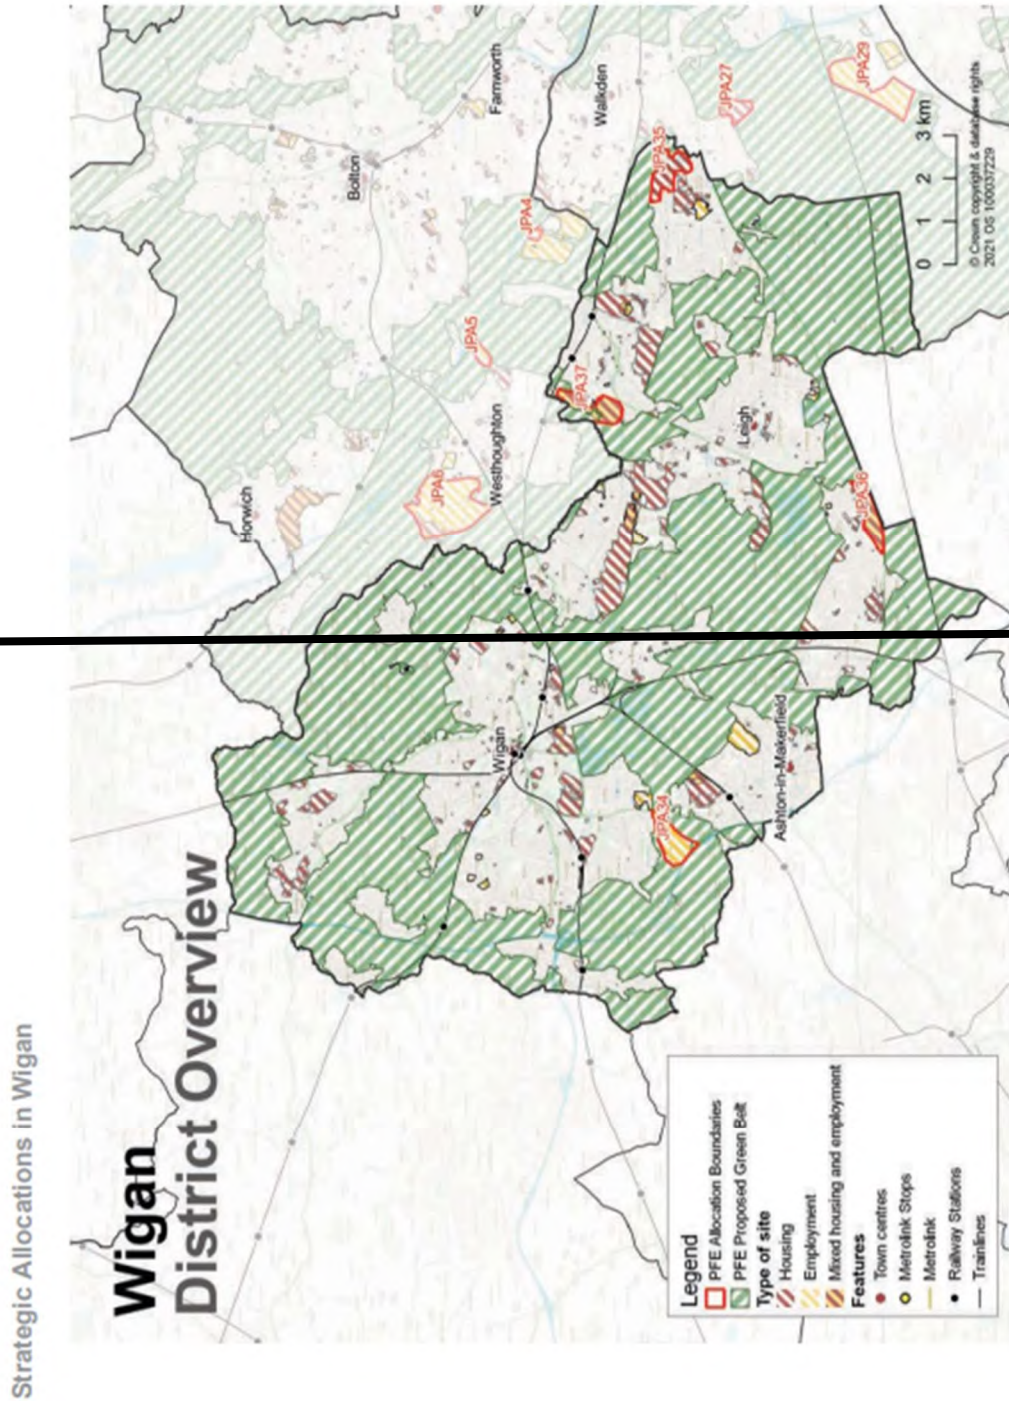 Strategic Allocations in Wigan
Wigan
District Overview
Horwich
Bolton
Farnworth
Walkden
Westhoughton
Wigan
Leigh
Ashton-in-Makerfield
JPA4
JPA5
JPA6
JPA27
JPA29
JPA34
JPA35
JPA36
JPA37
Legend
PFE Allocation Boundaries
PFE Proposed Green Belt
Type of site
Housing
Employment
Mixed housing and employment
Features
Town centres
Metrolink Stops
Metrolink
Railway Stations
Trainlines
0 1 2 3 km
© Crown copyright & database rights
2021 OS 100037229